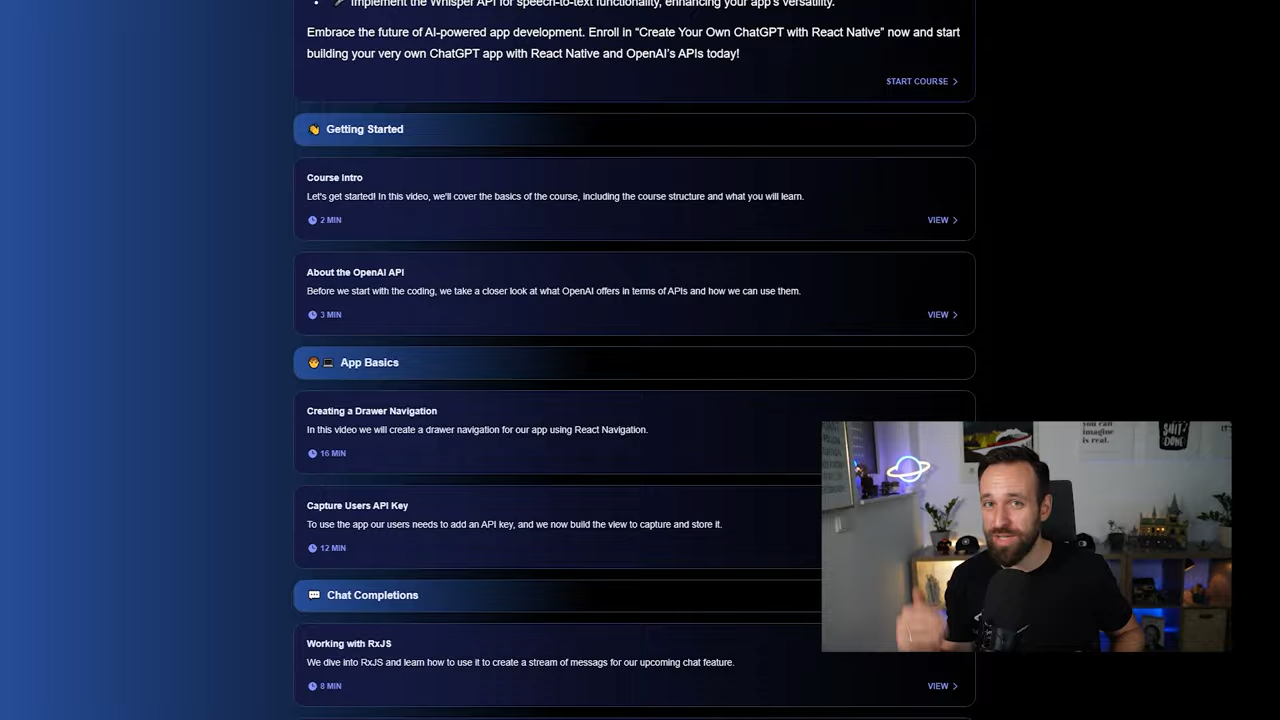 Implement the Whisper API for speech-to-text functionality, enhancing your app's versatility.
Embrace the future of AI-powered app development. Enroll in “Create Your Own ChatGPT with React Native” now and start
building your very own ChatGPT app with React Native and OpenAI’s APIs today!
START COURSE
👋 Getting Started
Course Intro
Let's get started! In this video, we'll cover the basics of the course, including the course structure and what you will learn.
2 MIN
VIEW
About the OpenAI API
Before we start with the coding, we take a closer look at what OpenAI offers in terms of APIs and how we can use them.
3 MIN
VIEW
App Basics
Creating a Drawer Navigation
In this video we will create a drawer navigation for our app using React Navigation.
16 MIN
Capture Users API Key
To use the app our users needs to add an API key, and we now build the view to capture and store it.
12 MIN
💬 Chat Completions
Working with RxJS
We dive into RxJS and learn how to use it to create a stream of messags for our upcoming chat feature.
8 MIN
VIEW
you can
imagine
is real.
SHIT
DONE